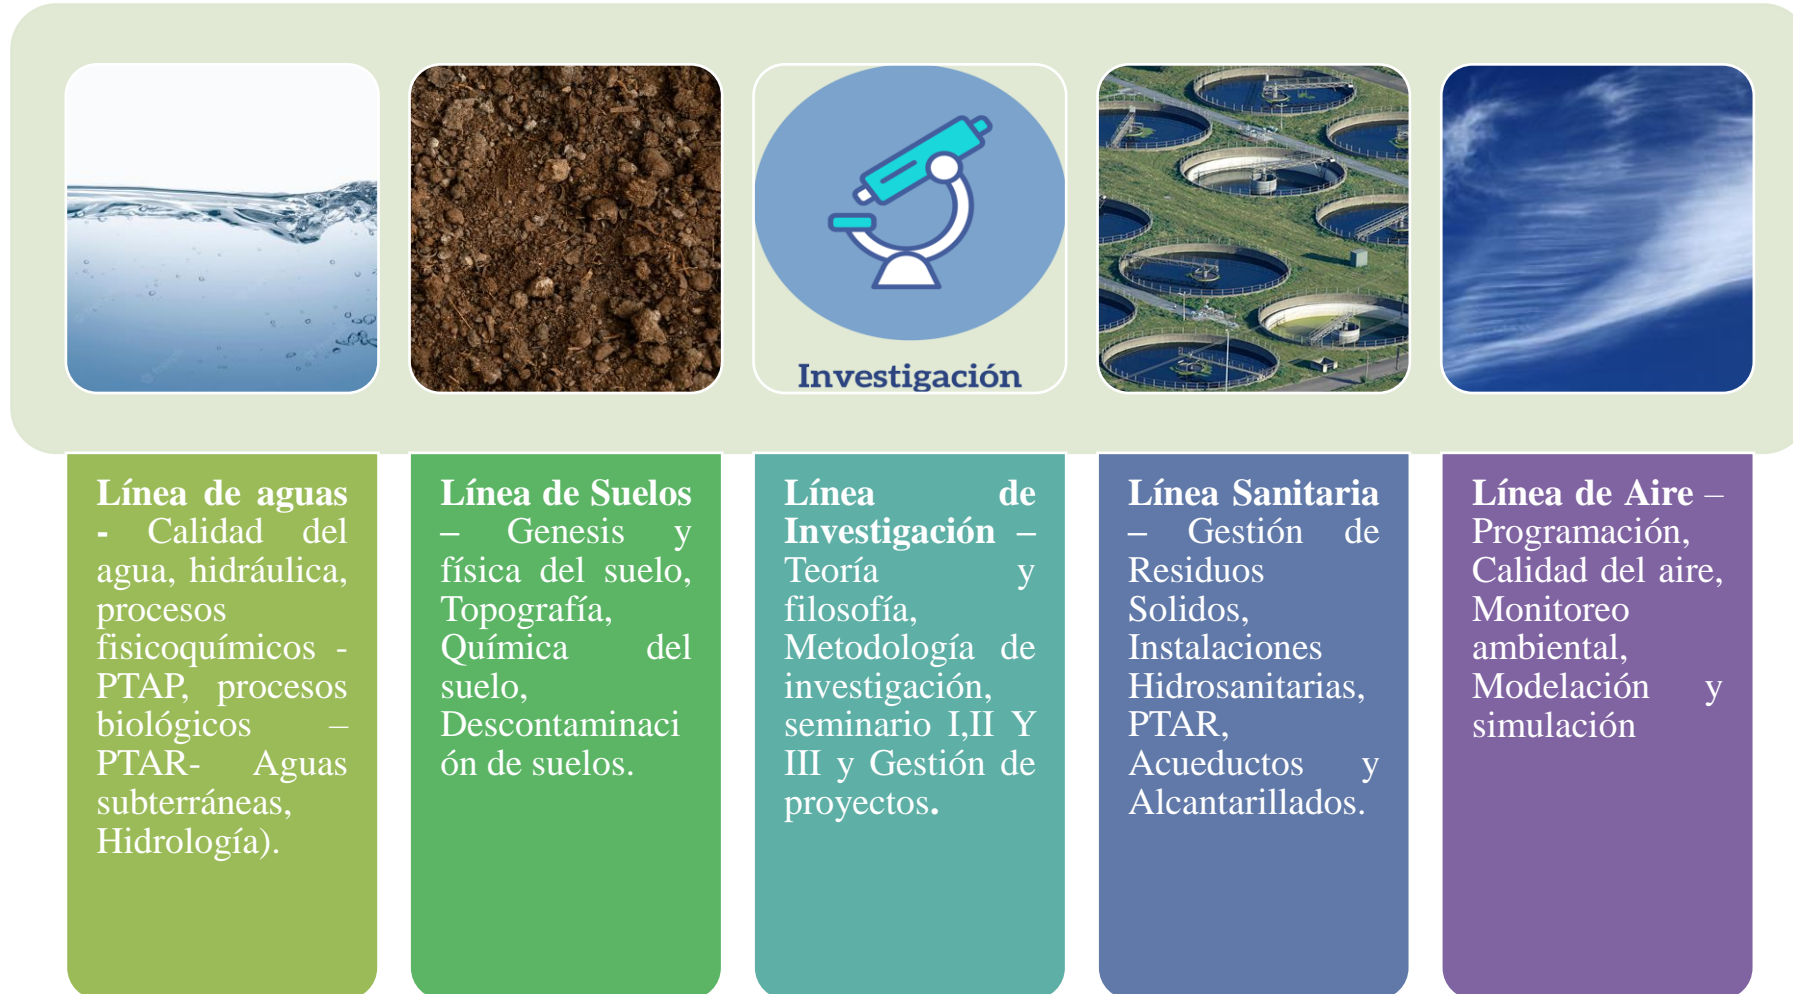 Investigación
Línea de aguas
- Calidad del
agua, hidráulica,
procesos
fisicoquímicos -
PTAP, procesos
biológicos –
PTAR- Aguas
subterráneas,
Hidrología).
Línea de Suelos
– Genesis y
física del suelo,
Topografía,
Química del
suelo,
Descontaminaci
ón de suelos.
Línea de
Investigación –
Teoría y
filosofía,
Metodología de
investigación,
seminario I,II Y
III y Gestión de
proyectos.
Línea Sanitaria
– Gestión de
Residuos
Solidos,
Instalaciones
Hidrosanitarias,
PTAR,
Acueductos y
Alcantarillados.
Línea de Aire –
Programación,
Calidad del aire,
Monitoreo
ambiental,
Modelación y
simulación